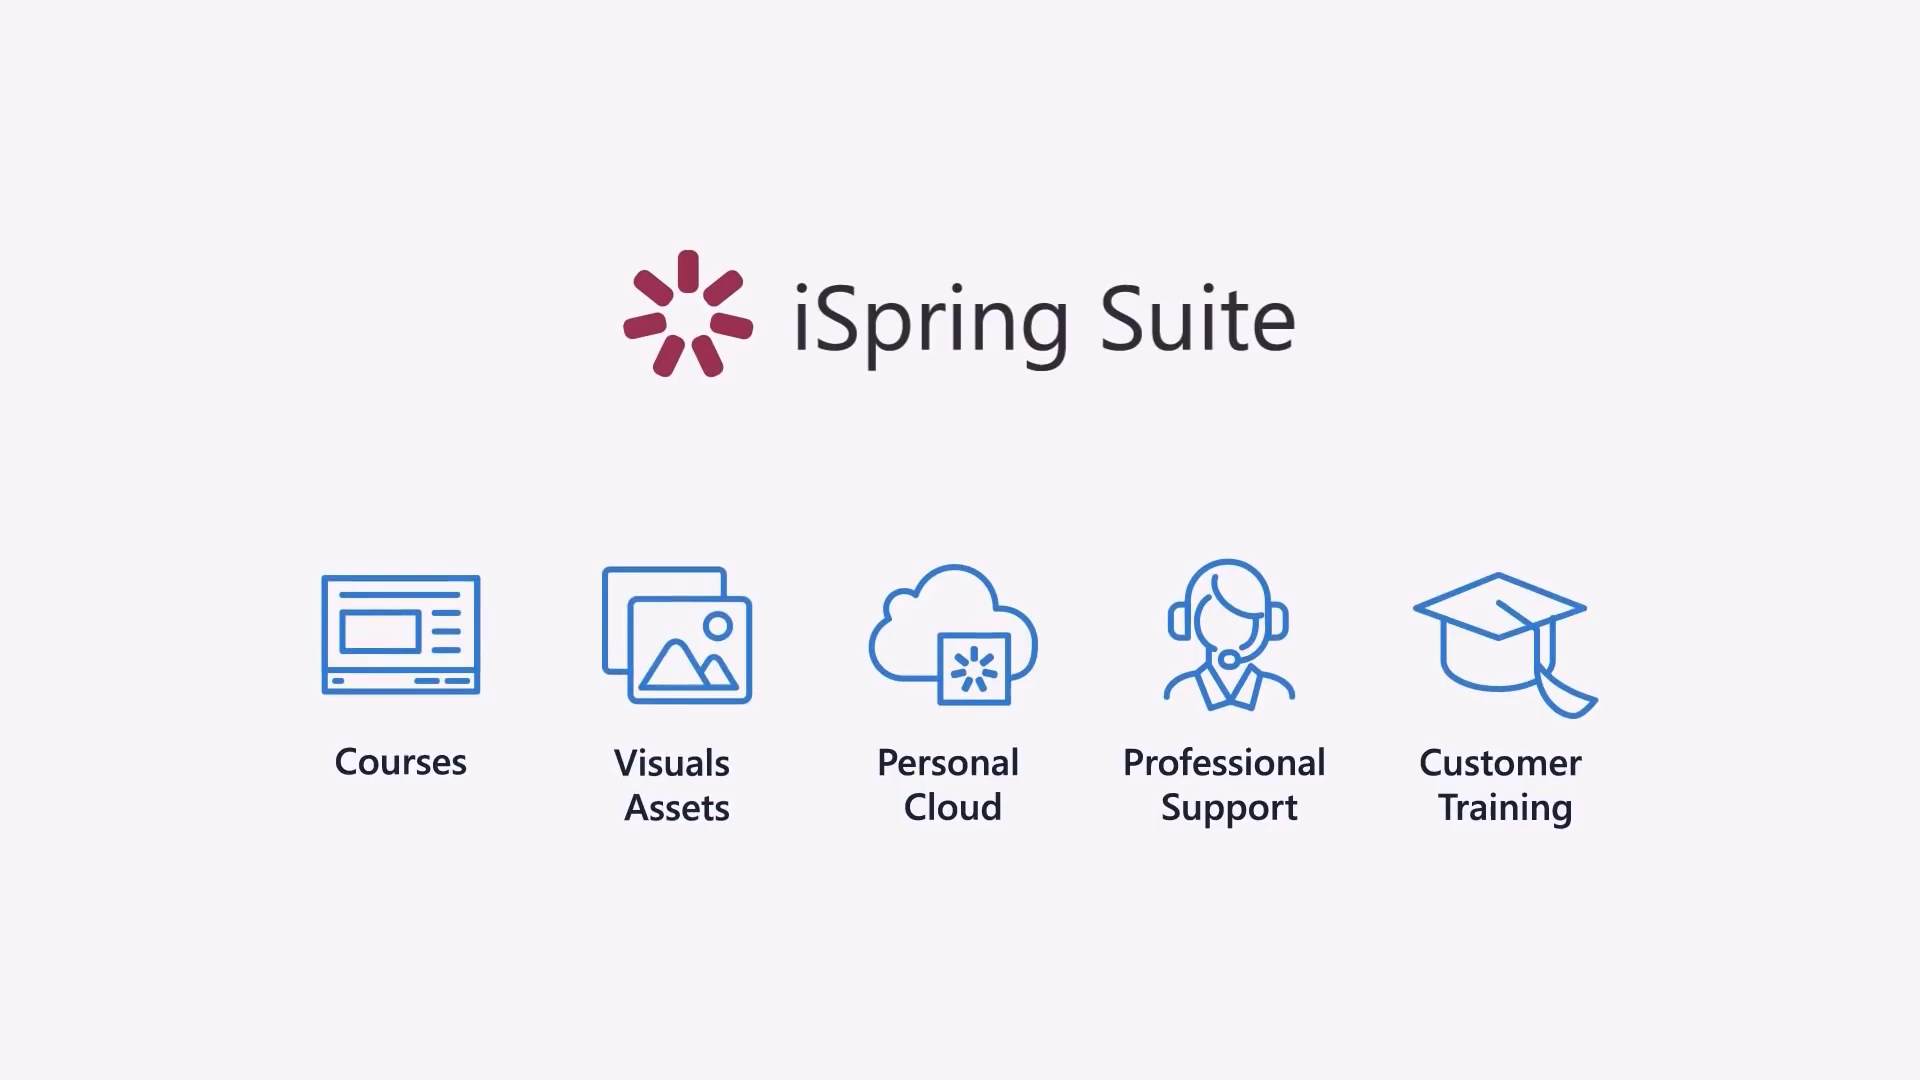 iSpring Suite
Courses
Visuals
Assets
Personal
Cloud
Professional
Support
Customer
Training